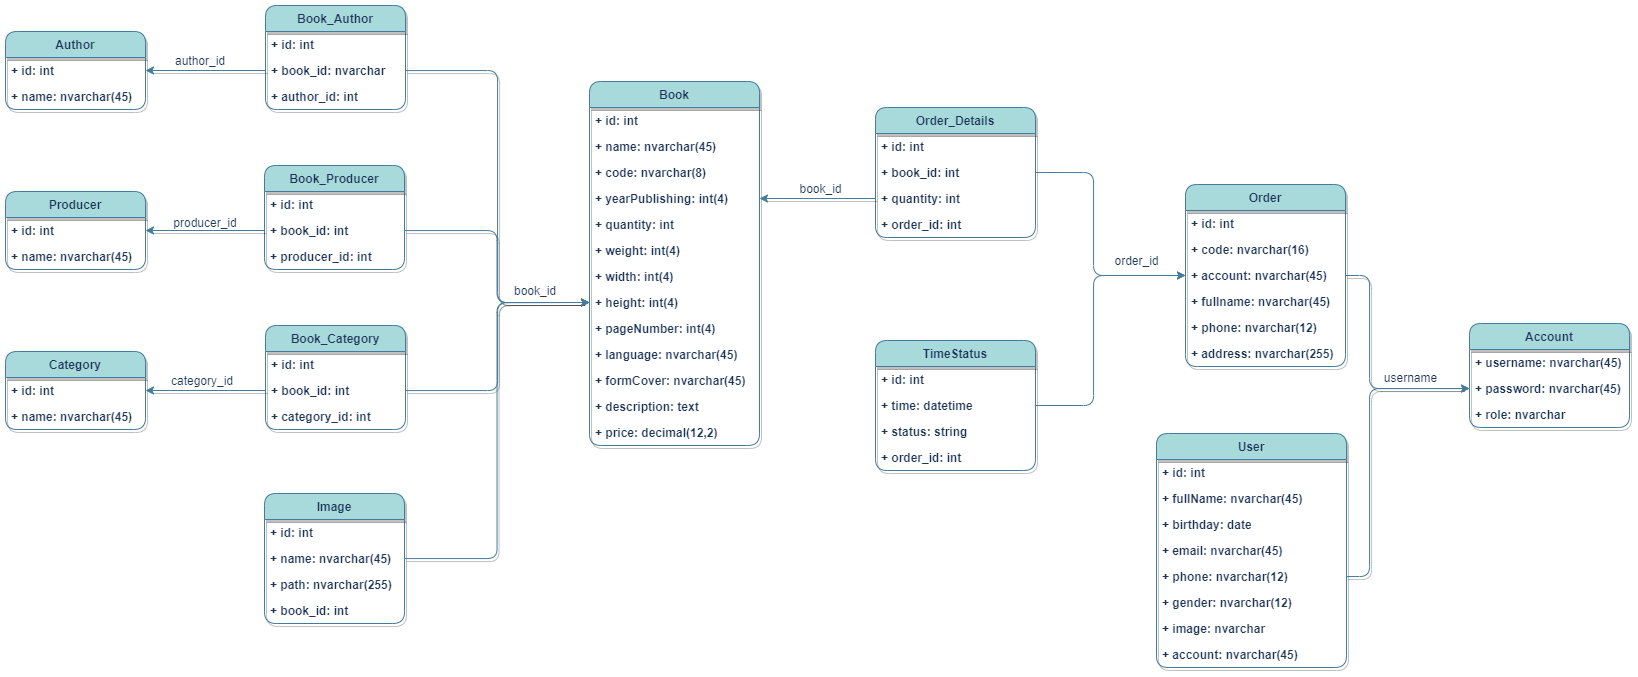 Author
+ id: int
+ name: nvarchar(45)
author_id
Book_Author
+ id: int
+ book_id: nvarchar
+ author_id: int
Producer
+ id: int
+ name: nvarchar(45)
producer_id
Book_Producer
+ id: int
+ book_id: int
+ producer_id: int
Category
+ id: int
+ name: nvarchar(45)
category_id
Book_Category
+ id: int
+ book_id: int
+ category_id: int
Image
+ id: int
+ name: nvarchar(45)
+ path: nvarchar(255)
+ book_id: int
book_id
Book
+ id: int
+ name: nvarchar(45)
+ code: nvarchar(8)
+ yearPublishing: int(4)
+ quantity: int
+ weight: int(4)
+ width: int(4)
+ height: int(4)
+ pageNumber: int(4)
+ language: nvarchar(45)
+ formCover: nvarchar(45)
+ description: text
+ price: decimal(12,2)
book_id
Order_Details
+ id: int
+ book_id: int
+ quantity: int
+ order_id: int
TimeStatus
+ id: int
+ time: datetime
+ status: string
+ order_id: int
order_id
Order
+ id: int
+ code: nvarchar(16)
+ account: nvarchar(45)
+ fullname: nvarchar(45)
+ phone: nvarchar(12)
+ address: nvarchar(255)
User
+ id: int
+ fullName: nvarchar(45)
+ birthday: date
+ email: nvarchar(45)
+ phone: nvarchar(12)
+ gender: nvarchar(12)
+ image: nvarchar
+ account: nvarchar(45)
username
Account
+ username: nvarchar(45)
+ password: nvarchar(45)
+ role: nvarchar